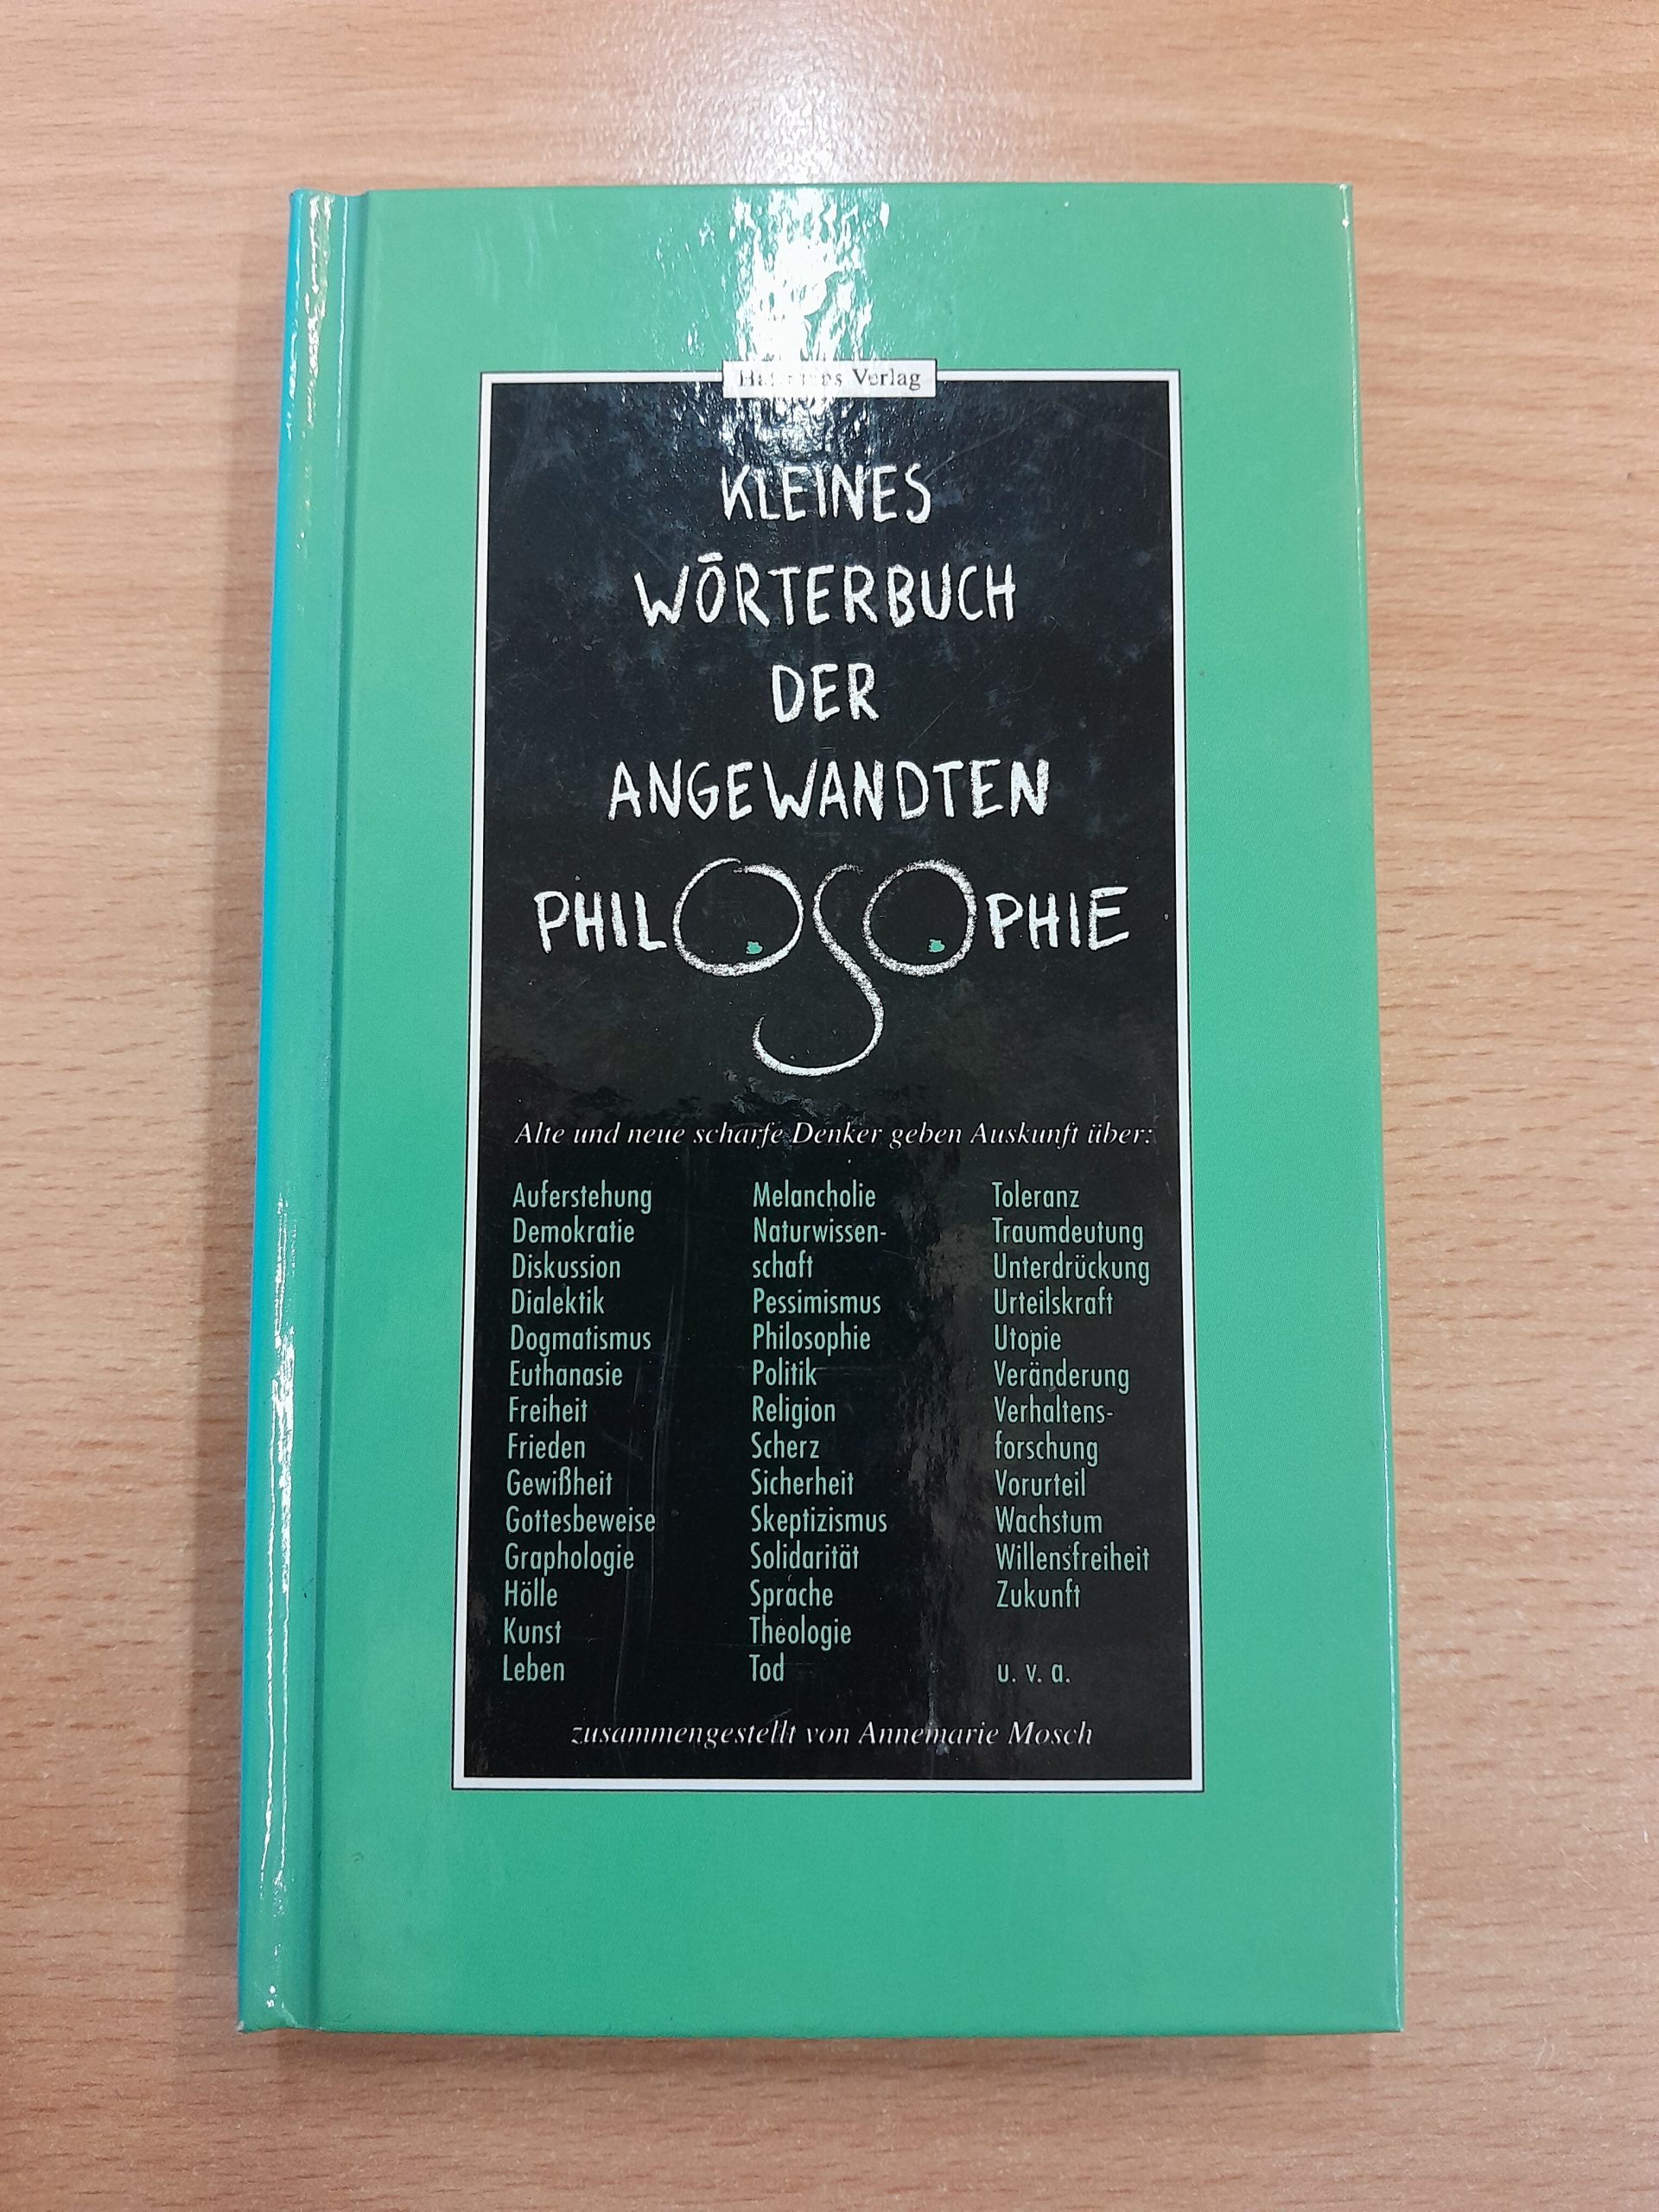 Verlag
KLEINES
WÖRTERBUCH
DER
ANGEWANDTEN
PHILOSOPHIE
Alte und neue scharfe Denker geben Auskunft über:
Auferstehung
Demokratie
Diskussion
Dialektik
Dogmatismus
Euthanasie
Freiheit
Frieden
Gewißheit
Gottesbeweise
Graphologie
Hölle
Kunst
Leben
Melancholie
Naturwissen-
schaft
Pessimismus
Philosophie
Politik
Religion
Scherz
Sicherheit
Skeptizismus
Solidarität
Sprache
Theologie
Tod
Toleranz
Traumdeutung
Unterdrückung
Urteilskraft
Utopie
Veränderung
Verhaltens-
forschung
Vorurteil
Wachstum
Willensfreiheit
Zukunft
u. v. a.
zusammengestellt von Annemarie Mosch